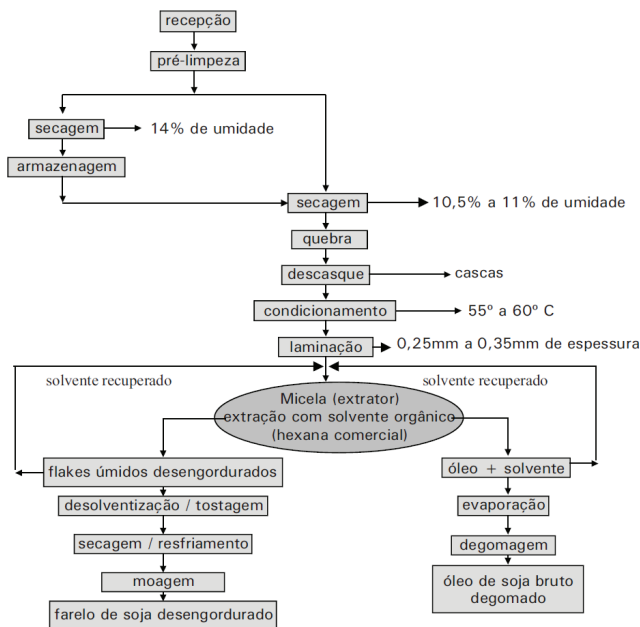 recepção
pré-limpeza
secagem
14% de umidade
armazenagem
secagem
10,5% a 11% de umidade
quebra
descasque
cascas
condicionamento
55º a 60º C
laminação
0,25mm a 0,35mm de espessura
solvente recuperado
solvente recuperado
Micela (extrator)
extração com solvente orgânico
(hexana comercial)
flakes úmidos desengordurados
óleo + solvente
desolventização / tostagem
evaporação
secagem / resfriamento
degomagem
moagem
óleo de soja bruto
degomado
farelo de soja desengordurado